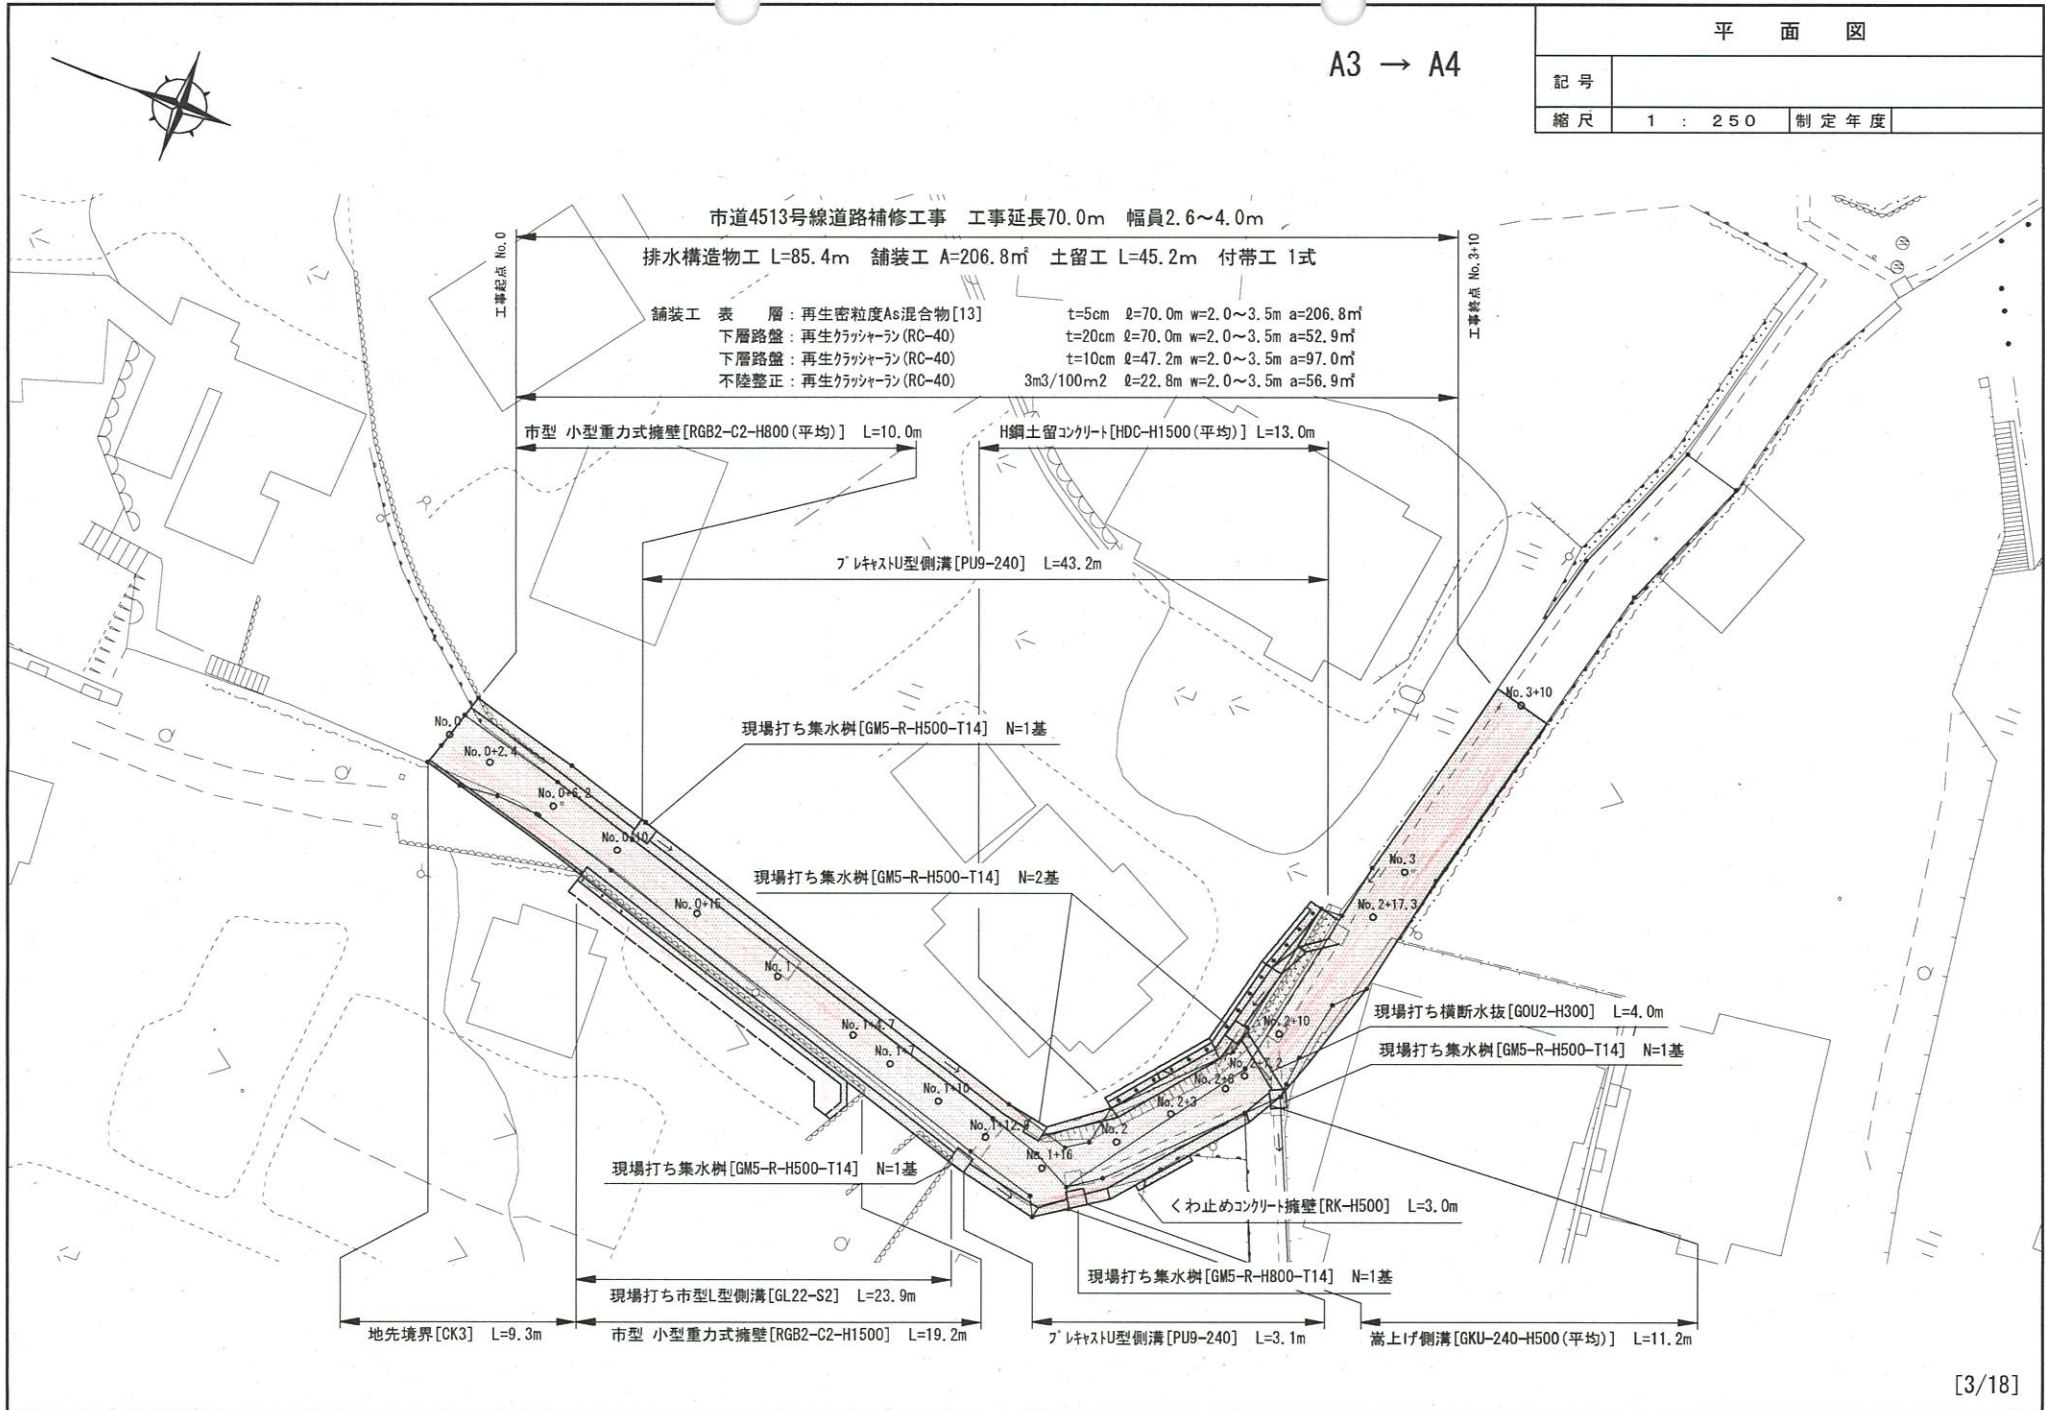 平面図
A3 → A4
記号
縮尺 1 : 250 制定年度
市道4513号線道路補修工事 工事延長70.0m 幅員2.6～4.0m
工事起点 No.0
工事終点 No.3+10
排水構造物工 L=85.4m 舗装工 A=206.8㎡ 土留工 L=45.2m 付帯工 1式
舗装工 表 層：再生密粒度As混合物[13] t=5cm ℓ=70.0m w=2.0～3.5m a=206.8㎡
下層路盤：再生クラッシャーラン(RC-40) t=20cm ℓ=70.0m w=2.0～3.5m a=52.9㎡
下層路盤：再生クラッシャーラン(RC-40) t=10cm ℓ=47.2m w=2.0～3.5m a=97.0㎡
不陸整正：再生クラッシャーラン(RC-40) 3m3/100m2 ℓ=22.8m w=2.0～3.5m a=56.9㎡
市型 小型重力式擁壁[RGB2-C2-H800(平均)] L=10.0m
H鋼土留コンクリート[HDC-H1500(平均)] L=13.0m
プレキャストU型側溝[PU9-240] L=43.2m
10
No.3+10
No.0
現場打ち集水桝[GM5-R-H500-T14] N=1基
No.0+2.4
No.0+6.2
No.0+10
No.3
現場打ち集水桝[GM5-R-H500-T14] N=2基
No.0+15
No.2+17.3
No.1
現場打ち横断水抜[GOU2-H300] L=4.0m
No.1+4.7
No.2+10
No.1+7
現場打ち集水桝[GM5-R-H500-T14] N=1基
No.2+7.2
No.2+6
No.1+10
No.2+3
No.1+12.9
No.2
No.1+16
現場打ち集水桝[GM5-R-H500-T14] N=1基
くわ止めコンクリート擁壁[RK-H500] L=3.0m
現場打ち集水桝[GM5-R-H800-T14] N=1基
現場打ち市型L型側溝[GL22-S2] L=23.9m
地先境界[CK3] L=9.3m
市型 小型重力式擁壁[RGB2-C2-H1500] L=19.2m
プレキャストU型側溝[PU9-240] L=3.1m
嵩上げ側溝[GKU-240-H500(平均)] L=11.2m
[3/18]